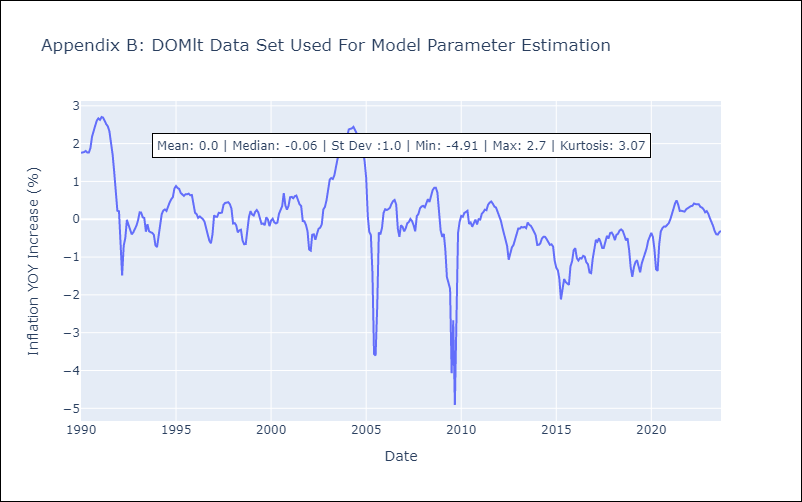 Appendix B: DOMlt Data Set Used For Model Parameter Estimation
Mean: 0.0 | Median: -0.06 | St Dev :1.0 | Min: -4.91 | Max: 2.7 | Kurtosis: 3.07
Inflation YOY Increase (%)
3
2
1
0
−1
−2
−3
−4
−5
1990 1995 2000 2005 2010 2015 2020
Date